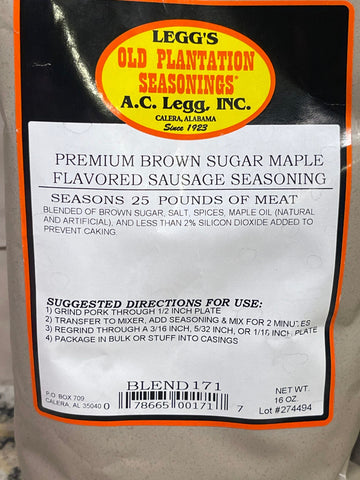 LEGG'S
OLD PLANTATION
SEASONINGS
A.C. Legg, INC.
CALERA, ALABAMA
Since 1923
PREMIUM BROWN SUGAR MAPLE
FLAVORED SAUSAGE SEASONING
SEASONS 25 POUNDS OF MEAT
BLENDED OF BROWN SUGAR, SALT, SPICES, MAPLE OIL (NATURAL
AND ARTIFICIAL), AND LESS THAN 2% SILICON DIOXIDE ADDED TO
PREVENT CAKING.
SUGGESTED DIRECTIONS FOR USE:
1) GRIND PORK THROUGH 1/2 INCH PLATE
2) TRANSFER TO MIXER, ADD SEASONING & MIX FOR 2 MINUTES
3) REGRIND THROUGH A 3/16 INCH, 5/32 INCH, OR INCH PLATE
4) PACKAGE IN BULK OR STUFF INTO CASINGS
BLEND 171
P.O. BOX 709
CALERA, AL 35040
0 78665 00171 7
NET WT.
16 OZ.
Lot #274494